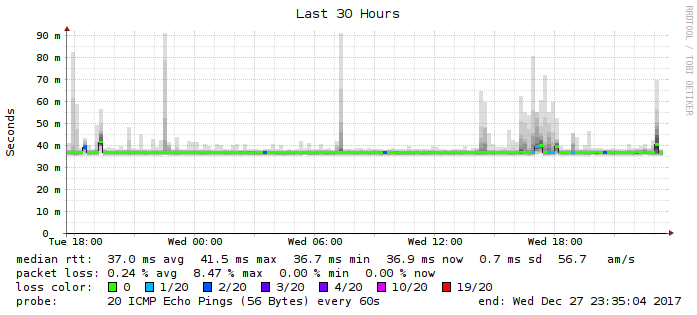 Last 30 Hours
RRDTOOL / TOBI OETIKER
Seconds
90 m
80 m
70 m
60 m
50 m
40 m
30 m
20 m
10 m
0
Tue 18:00 Wed 00:00 Wed 06:00 Wed 12:00 Wed 18:00
median rtt: 37.0 ms avg 41.5 ms max 36.7 ms min 36.9 ms now 0.7 ms sd 56.7 am/s
packet loss: 0.24 % avg 8.47 % max 0.00 % min 0.00 % now
loss color: 0 1/20 2/20 3/20 4/20 10/20 19/20
probe: 20 ICMP Echo Pings (56 Bytes) every 60s end: Wed Dec 27 23:35:04 2017